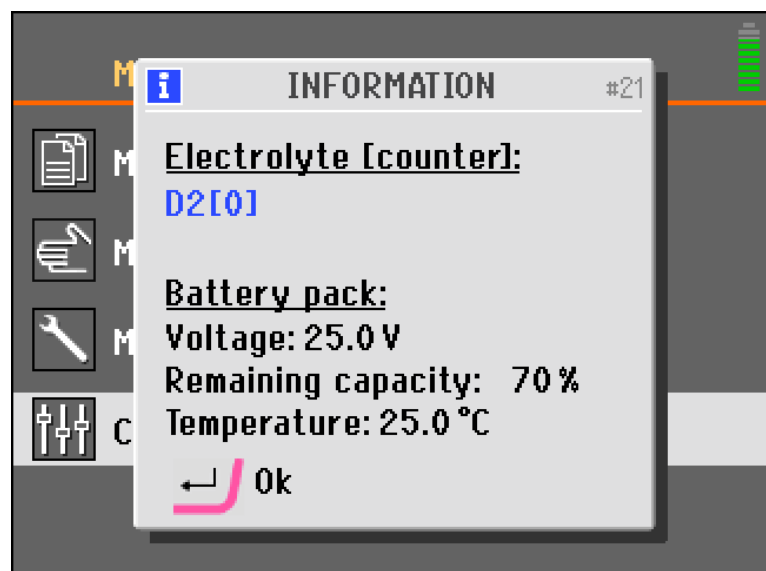 M
INFORMATION #21
M
Electrolyte [counter]:
D2[0]
M
Battery pack:
M
Voltage: 25.0 V
Remaining capacity: 70 %
C
Temperature: 25.0 °C
Ok